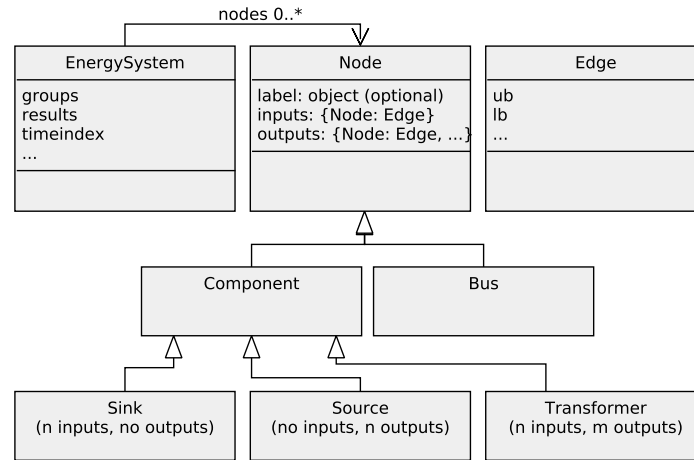 nodes 0..*
EnergySystem
groups
results
timeindex
...
Node
label: object (optional)
inputs: {Node: Edge}
outputs: {Node: Edge, ...}
Edge
ub
lb
...
Component
Bus
Sink
(n inputs, no outputs)
Source
(no inputs, n outputs)
Transformer
(n inputs, m outputs)